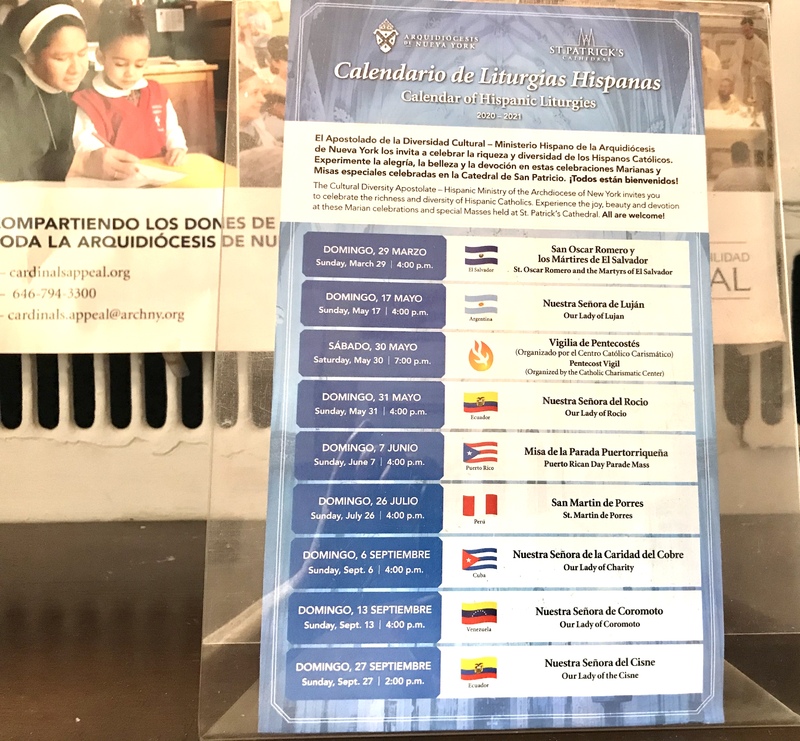 ARQUIDIÓCESIS
DE NUEVA YORK
ST. PATRICK'S
CATHEDRAL
Calendario de Liturgias Hispanas
Calendar of Hispanic Liturgies
2020 – 2021
El Apostolado de la Diversidad Cultural – Ministerio Hispano de la Arquidiócesis
de Nueva York los invita a celebrar la riqueza y diversidad de los Hispanos Católicos.
Experimente la alegría, la belleza y la devoción en estas celebraciones Marianas y
Misas especiales celebradas en la Catedral de San Patricio. ¡Todos están bienvenidos!
The Cultural Diversity Apostolate – Hispanic Ministry of the Archdiocese of New York invites you
to celebrate the richness and diversity of Hispanic Catholics. Experience the joy, beauty and devotion
at these Marian celebrations and special Masses held at St. Patrick's Cathedral. All are welcome!
DOMINGO, 29 MARZO
Sunday, March 29 | 4:00 p.m.
El Salvador
San Oscar Romero y
los Mártires de El Salvador
St. Oscar Romero and the Martyrs of El Salvador
DOMINGO, 17 MAYO
Sunday, May 17 | 4:00 p.m.
Argentina
Nuestra Señora de Luján
Our Lady of Lujan
SÁBADO, 30 MAYO
Saturday, May 30 | 7:00 p.m.
Vigilia de Pentecostés
(Organizado por el Centro Católico Carismático)
Pentecost Vigil
(Organized by the Catholic Charismatic Center)
DOMINGO, 31 MAYO
Sunday, May 31 | 4:00 p.m.
Ecuador
Nuestra Señora del Rocio
Our Lady of Rocio
DOMINGO, 7 JUNIO
Sunday, June 7 | 4:00 p.m.
Puerto Rico
Misa de la Parada Puertorriqueña
Puerto Rican Day Parade Mass
DOMINGO, 26 JULIO
Sunday, July 26 | 4:00 p.m.
Perú
San Martin de Porres
St. Martin de Porres
DOMINGO, 6 SEPTIEMBRE
Sunday, Sept. 6 | 4:00 p.m.
Cuba
Nuestra Señora de la Caridad del Cobre
Our Lady of Charity
DOMINGO, 13 SEPTIEMBRE
Sunday, Sept. 13 | 4:00 p.m.
Venezuela
Nuestra Señora de Coromoto
Our Lady of Coromoto
DOMINGO, 27 SEPTIEMBRE
Sunday, Sept. 27 | 2:00 p.m.
Ecuador
Nuestra Señora del Cisne
Our Lady of the Cisne
OMPARTIENDO LOS DONES DE
ODA LA ARQUIDIÓCESIS DE NU
– cardinalsappeal.org
– 646-794-3300
– cardinals.appeal@archny.org
ILIDAD
AL